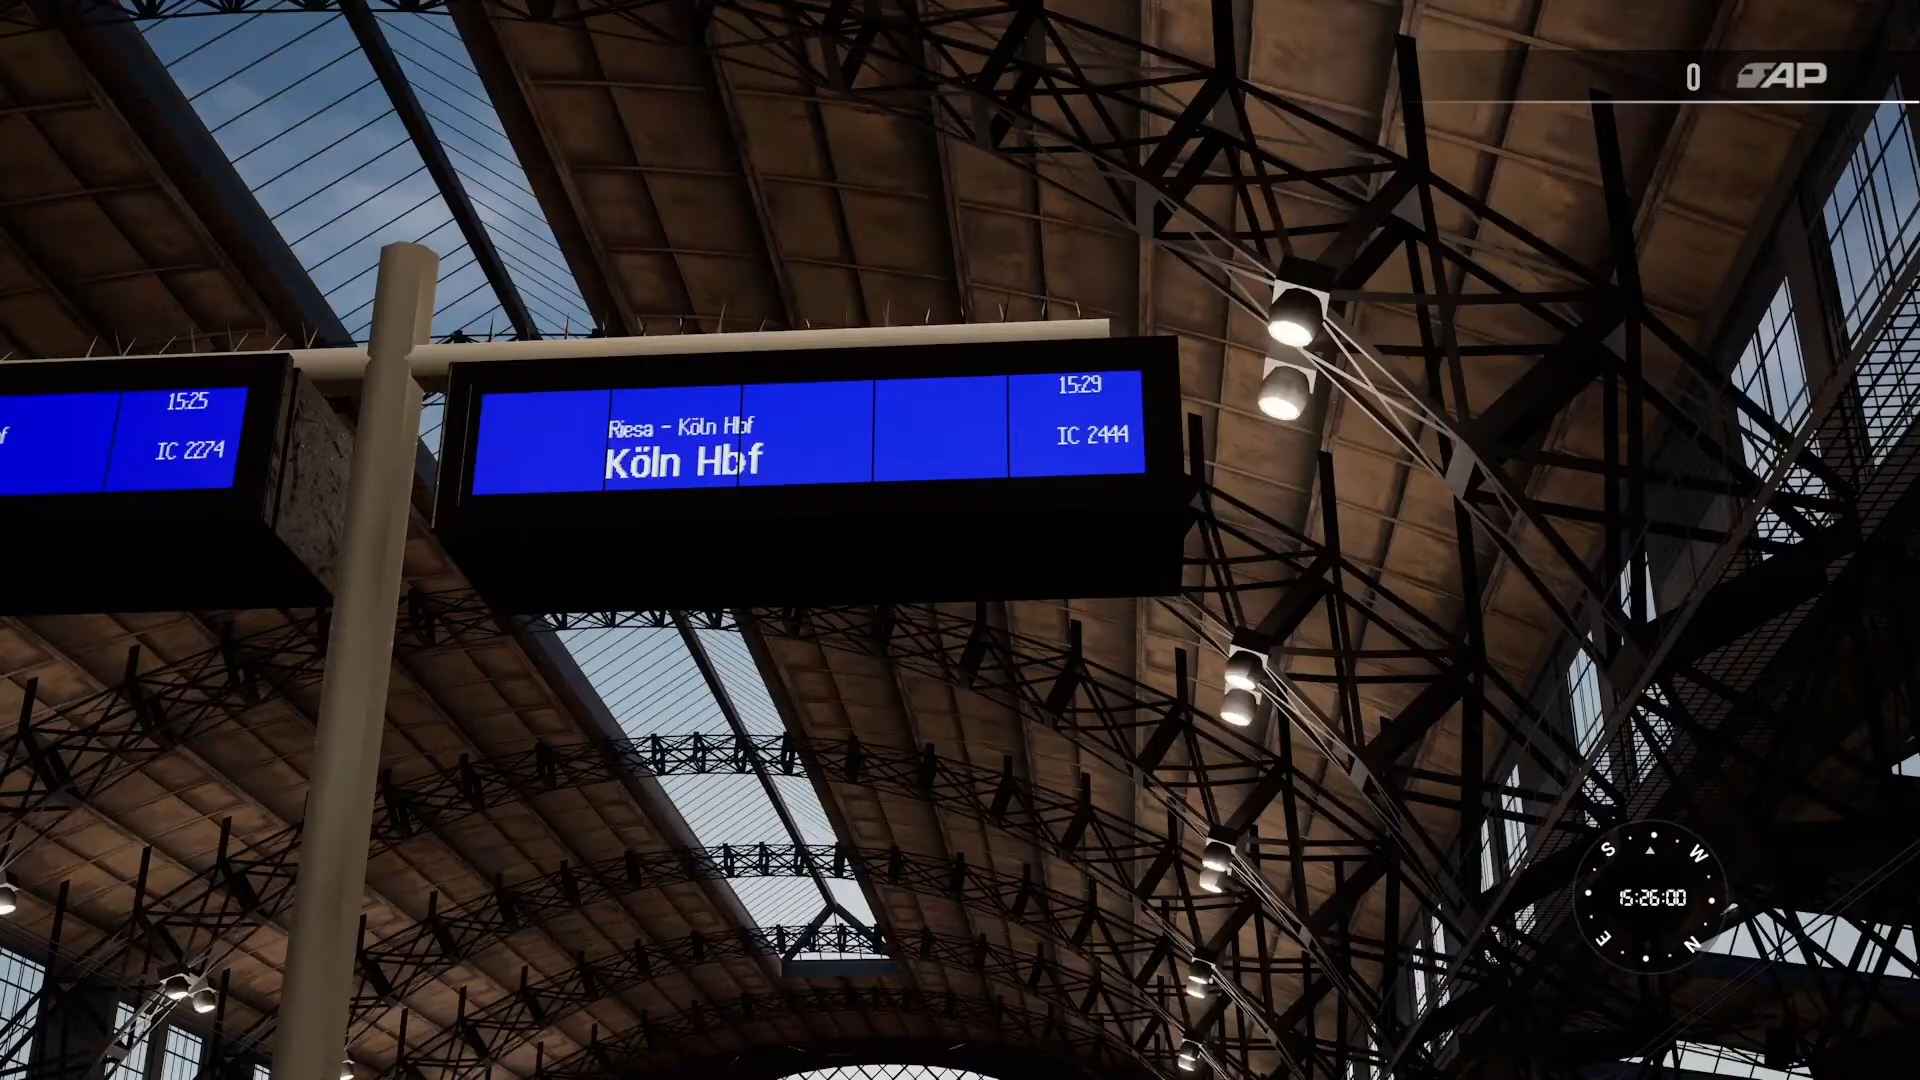 0 AP
15:25
IC 2274
15:29
Riesa - Köln Hbf
IC 2444
Köln Hbf
S W
15:26:00
E N